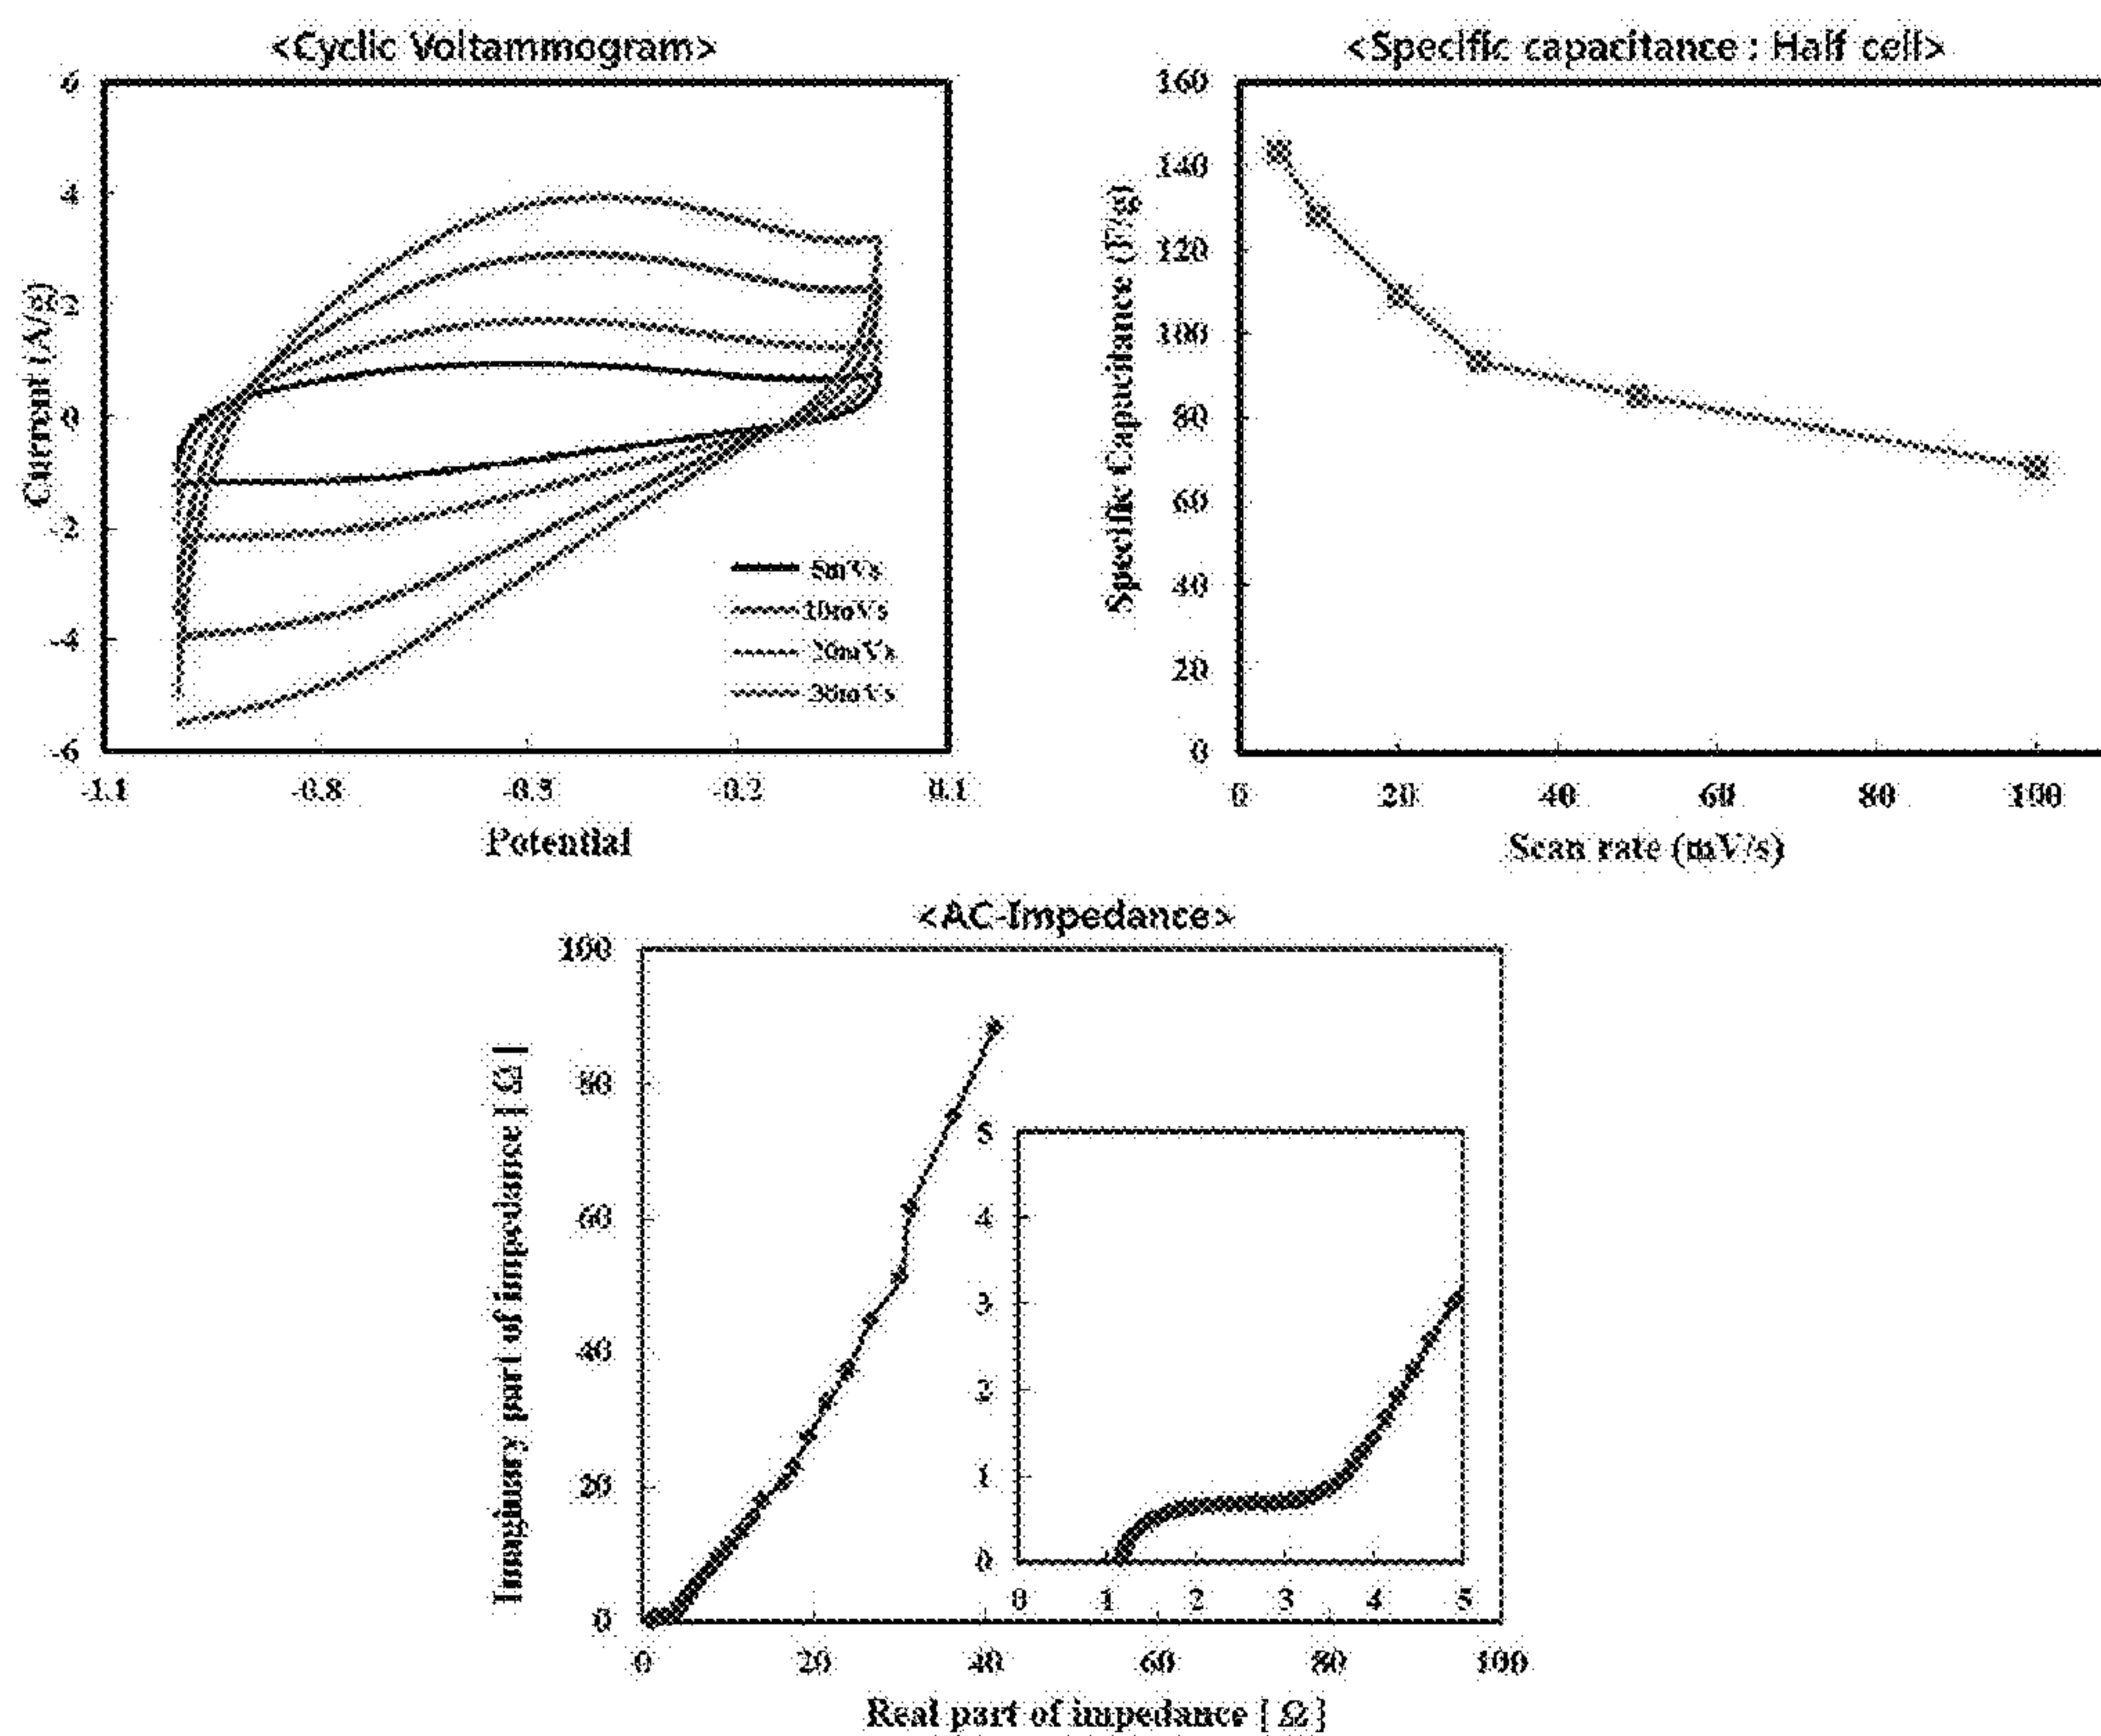 <Cyclic Voltammogram>
6
4
2
0
-2
-4
-6
Current (A/g)
5mVs
10mVs
20mVs
30mVs
-1.1 -0.8 -0.5 -0.2 0.1
Potential
<Specific capacitance : Half cell>
160
140
120
100
80
60
40
20
0
Specific Capacitance (F/g)
0 20 40 60 80 100
Scan rate (mV/s)
<AC-Impedance>
100
80
60
40
20
0
Imaginary part of impedance [ Ω ]
5
4
3
2
1
0
0 1 2 3 4 5
0 20 40 60 80 100
Real part of impedance [ Ω ]